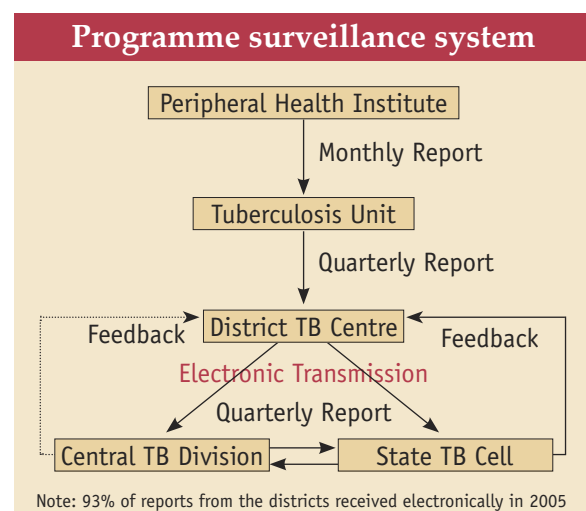 Programme surveillance system
Peripheral Health Institute
Monthly Report
Tuberculosis Unit
Quarterly Report
District TB Centre
Feedback
Feedback
Electronic Transmission
Quarterly Report
Central TB Division
State TB Cell
Note: 93% of reports from the districts received electronically in 2005